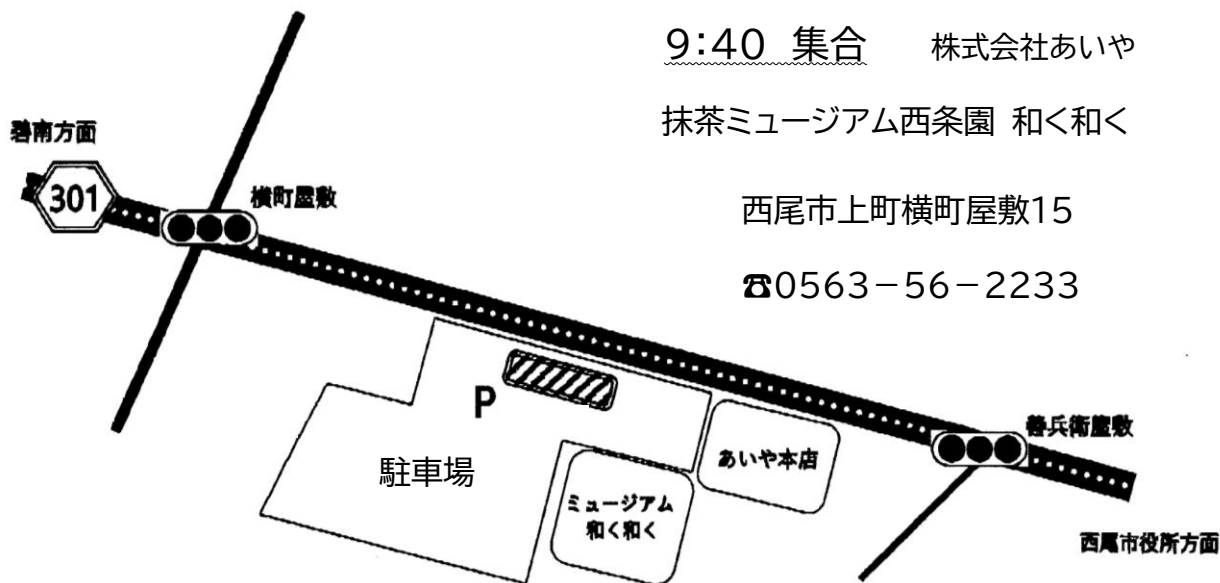 9:40 集合 株式会社あいや
抹茶ミュージアム西条園 和く和く
西尾市上町横町屋敷15
☎0563-56-2233
碧南方面
301
横町屋敷
P
駐車場
あいや本店
ミュージアム
和く和く
善兵衛屋敷
西尾市役所方面